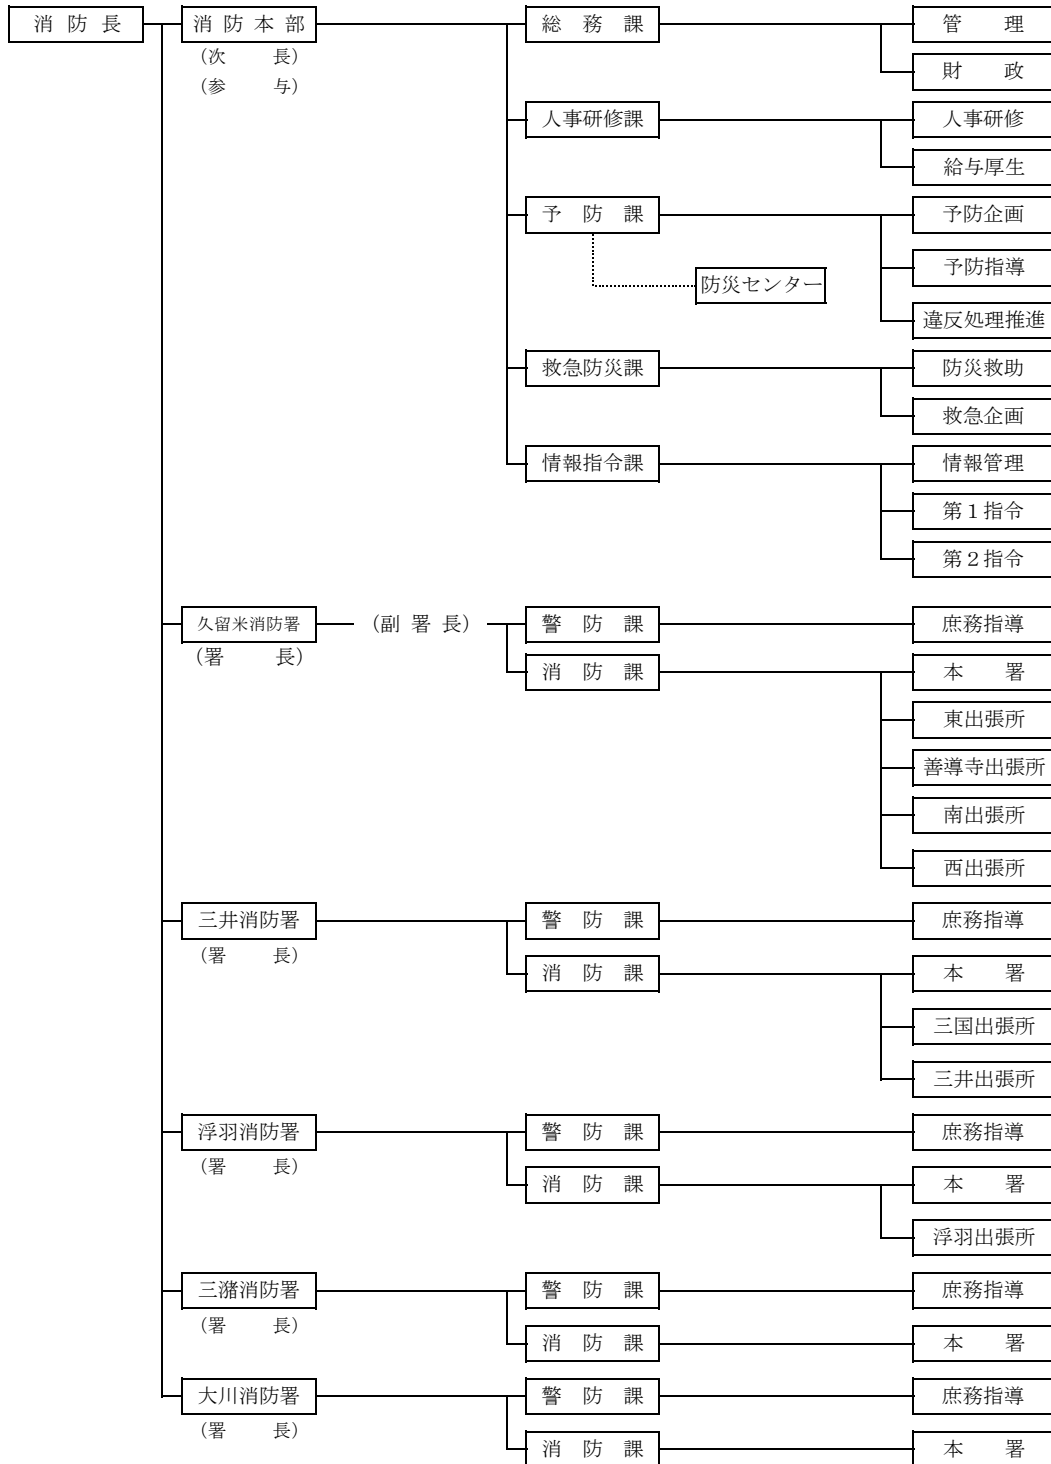 消防長 消防本部 総務課 管理
(次長)
(参与) 財政
人事研修課 人事研修
給与厚生
予防課 予防企画
予防指導
防災センター
違反処理推進
救急防災課 防災救助
救急企画
情報指令課 情報管理
第１指令
第２指令
久留米消防署 (副署長) 警防課 庶務指導
(署長) 消防課 本署
東出張所
善導寺出張所
南出張所
西出張所
三井消防署 警防課 庶務指導
(署長)
消防課 本署
三国出張所
三井出張所
浮羽消防署 警防課 庶務指導
(署長)
消防課 本署
浮羽出張所
三潴消防署 警防課 庶務指導
(署長)
消防課 本署
大川消防署 警防課 庶務指導
(署長)
消防課 本署